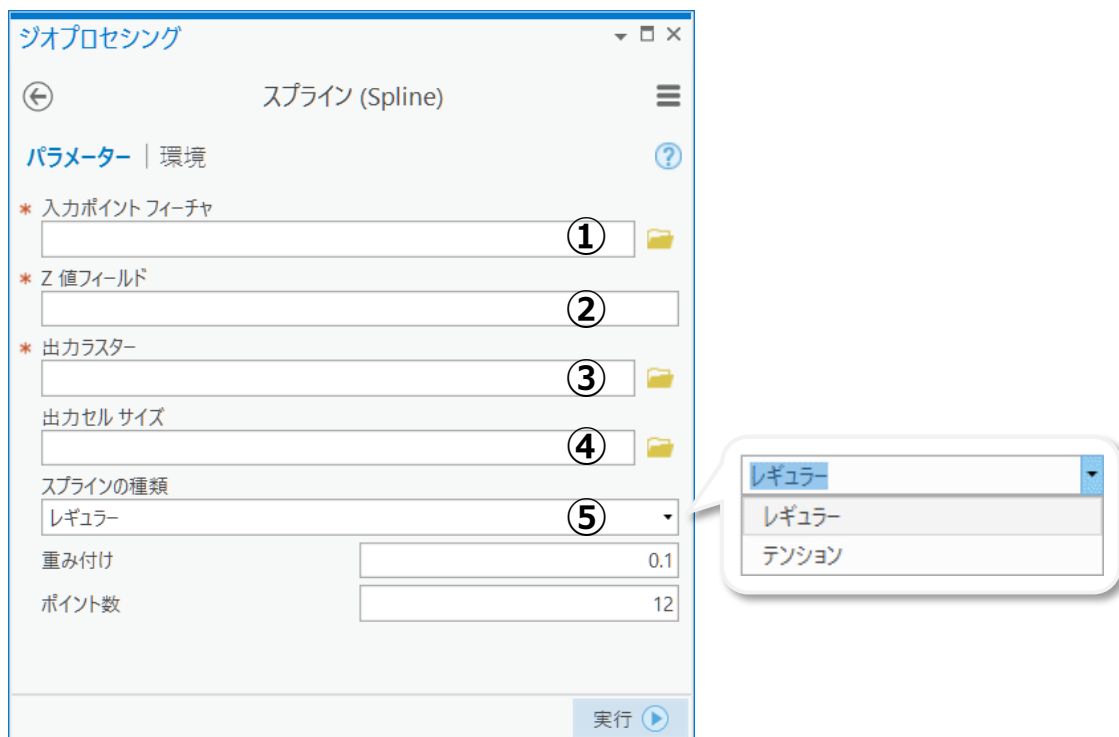 ジオプロセシング
スプライン (Spline)
パラメーター | 環境
* 入力ポイント フィーチャ
①
* Z 値フィールド
②
* 出力ラスター
③
出力セル サイズ
④
スプラインの種類
レギュラー ⑤
重み付け 0.1
ポイント数 12
実行
レギュラー
レギュラー
テンション